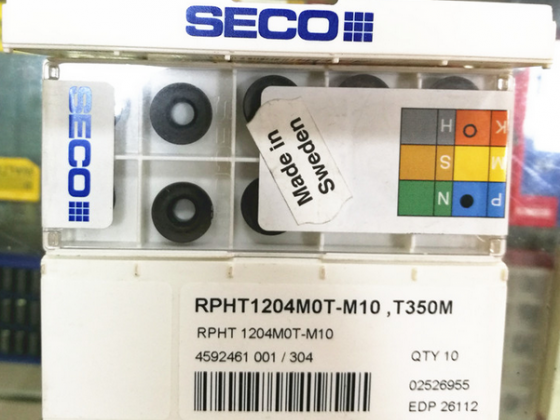 SECO
SECO
Made in
Sweden
H K
S M
N P
RPHT1204M0T-M10 ,T350M
RPHT 1204M0T-M10
4592461 001 / 304 QTY 10
02526955
EDP 26112